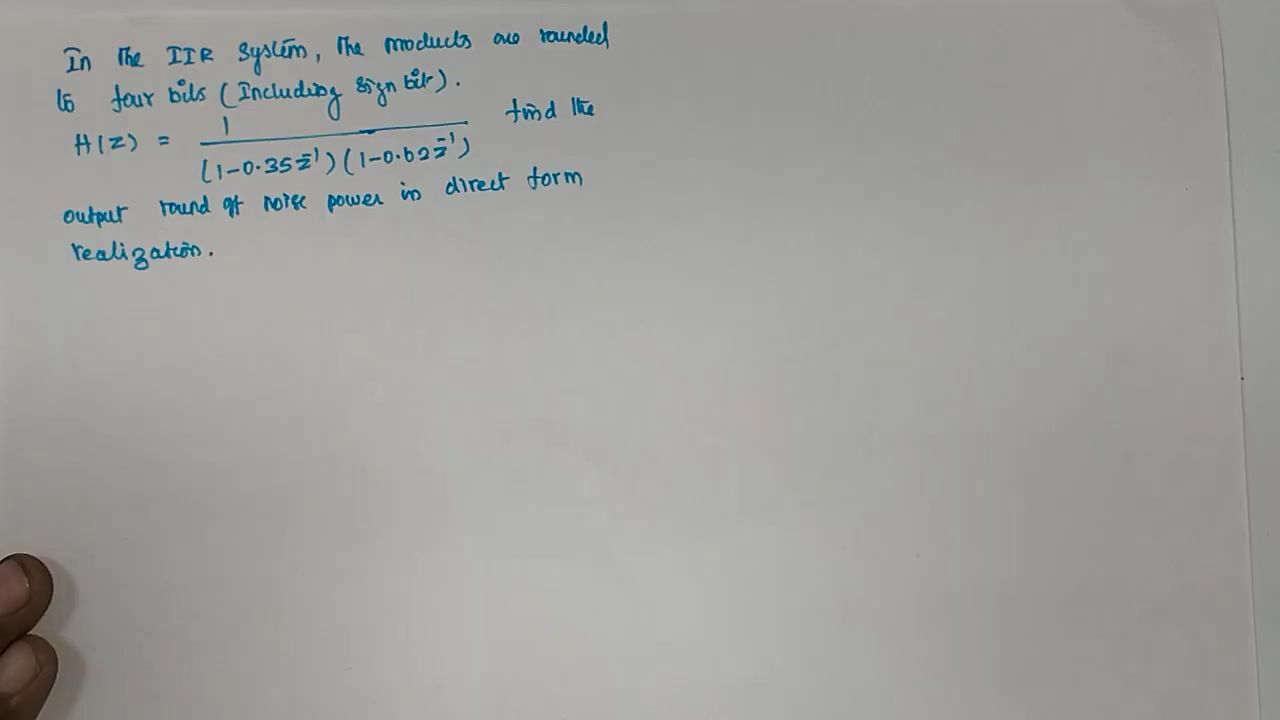 In the IIR system, the products are rounded
to four bits (Including sign bit).
H(z) = 1 / (1-0.35z⁻¹)(1-0.62z⁻¹) find the
output round of noise power in direct form
realization.